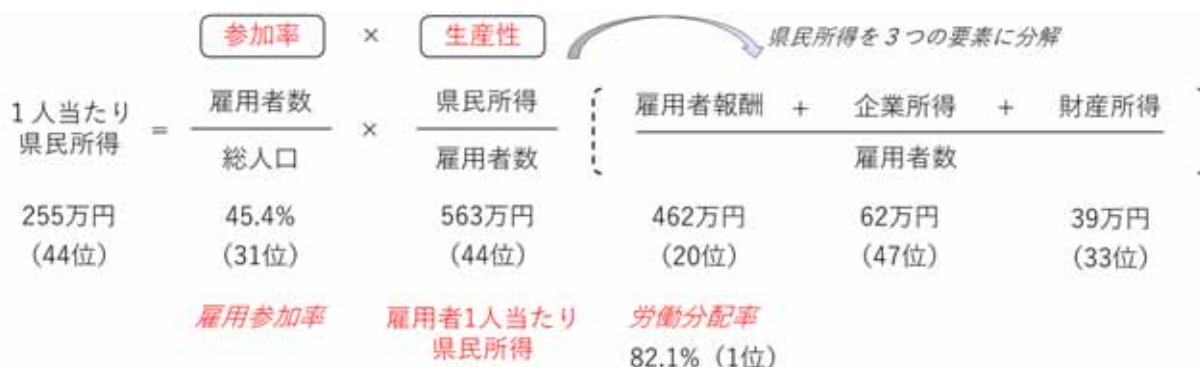 参加率 × 生産性 県民所得を3つの要素に分解
1人当たり
県民所得 = 雇用者数 × 県民所得 雇用者報酬 + 企業所得 + 財産所得
総人口 雇用者数 雇用者数
255万円 45.4% 563万円 462万円 62万円 39万円
(44位) (31位) (44位) (20位) (47位) (33位)
雇用参加率 雇用者1人当たり 労働分配率
県民所得 82.1%(1位)